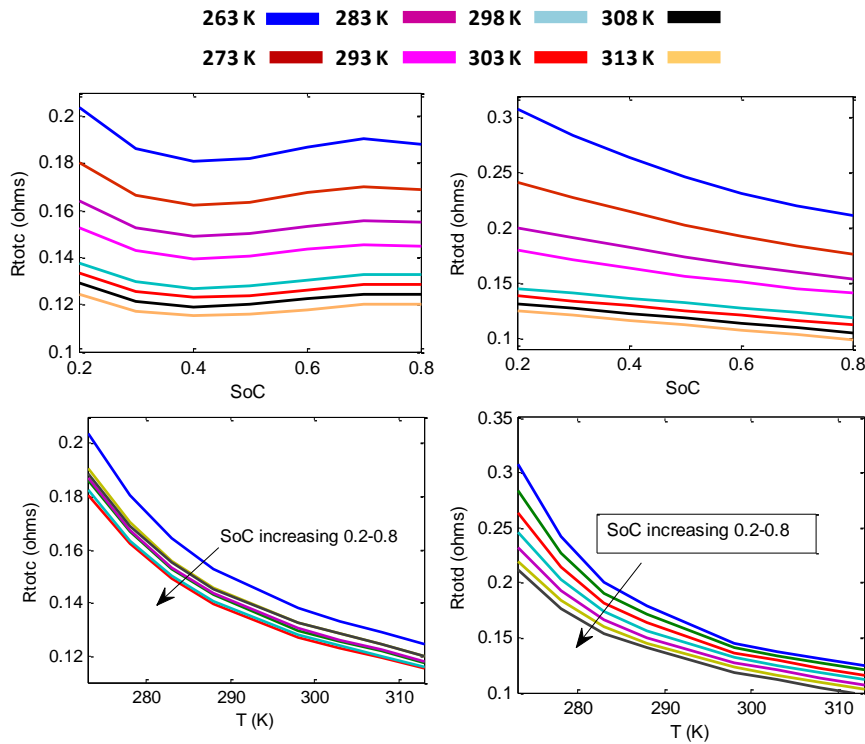 263 K 283 K 298 K 308 K
273 K 293 K 303 K 313 K
0.2
0.18
0.16
0.14
0.12
0.1
Rtotc (ohms)
0.2 0.4 0.6 0.8
SoC
0.3
0.25
0.2
0.15
0.1
Rtotd (ohms)
0.2 0.4 0.6 0.8
SoC
0.2
0.18
0.16
0.14
0.12
Rtotc (ohms)
SoC increasing 0.2-0.8
280 290 300 310
T (K)
0.35
0.3
0.25
0.2
0.15
0.1
Rtotd (ohms)
SoC increasing 0.2-0.8
280 290 300 310
T (K)